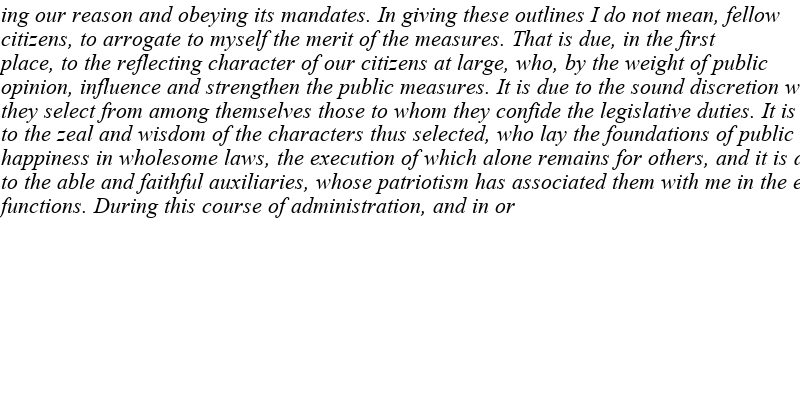 ing our reason and obeying its mandates. In giving these outlines I do not mean, fellow
citizens, to arrogate to myself the merit of the measures. That is due, in the first
place, to the reflecting character of our citizens at large, who, by the weight of public
opinion, influence and strengthen the public measures. It is due to the sound discretion w
they select from among themselves those to whom they confide the legislative duties. It is
to the zeal and wisdom of the characters thus selected, who lay the foundations of public
happiness in wholesome laws, the execution of which alone remains for others, and it is
to the able and faithful auxiliaries, whose patriotism has associated them with me in the
functions. During this course of administration, and in or